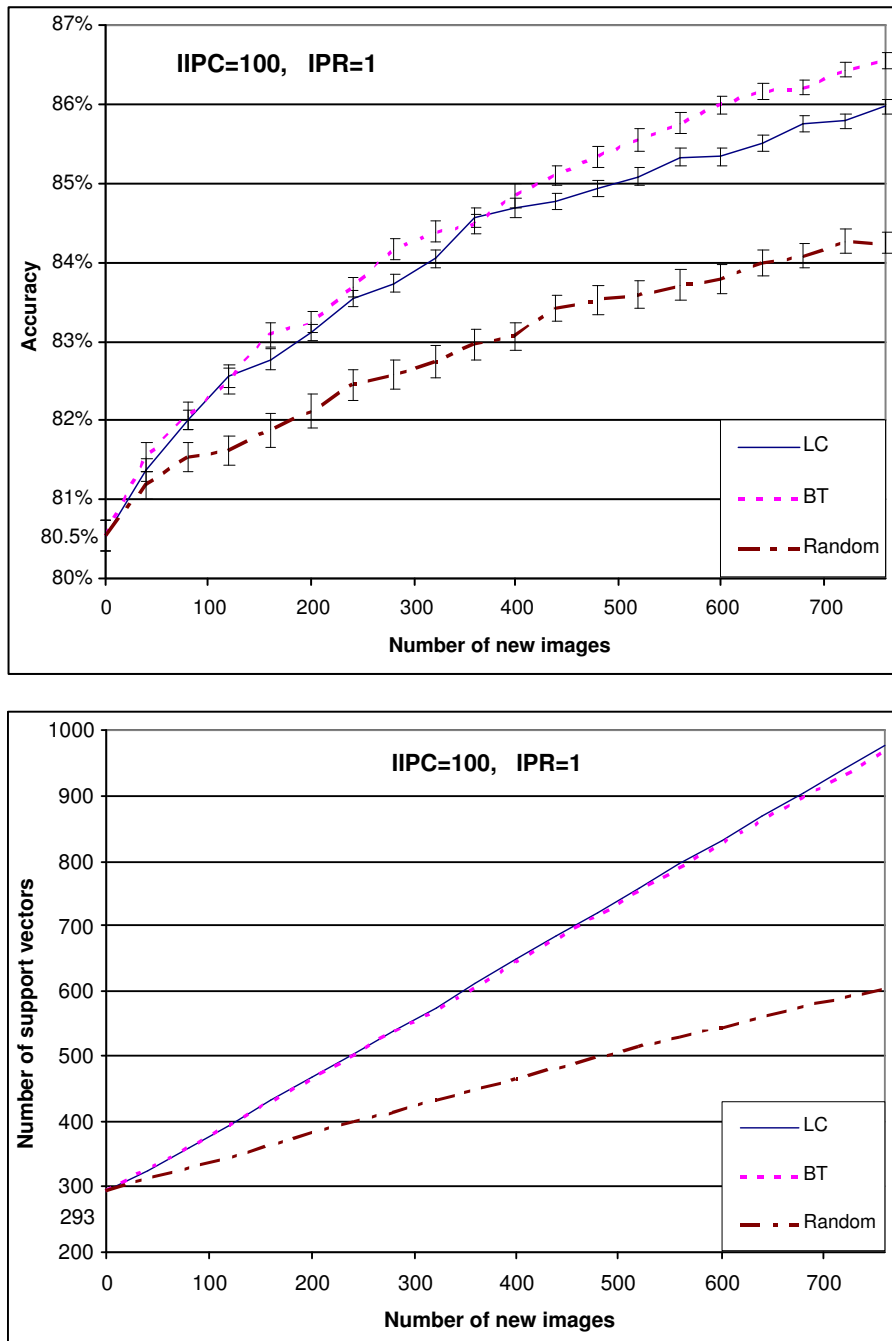 87%
IIPC=100, IPR=1
86%
85%
84%
Accuracy
83%
82%
LC
81%
BT
80.5%
Random
80%
0 100 200 300 400 500 600 700
Number of new images
1000
IIPC=100, IPR=1
900
800
700
Number of support vectors
600
500
400
LC
300
BT
293
Random
200
0 100 200 300 400 500 600 700
Number of new images